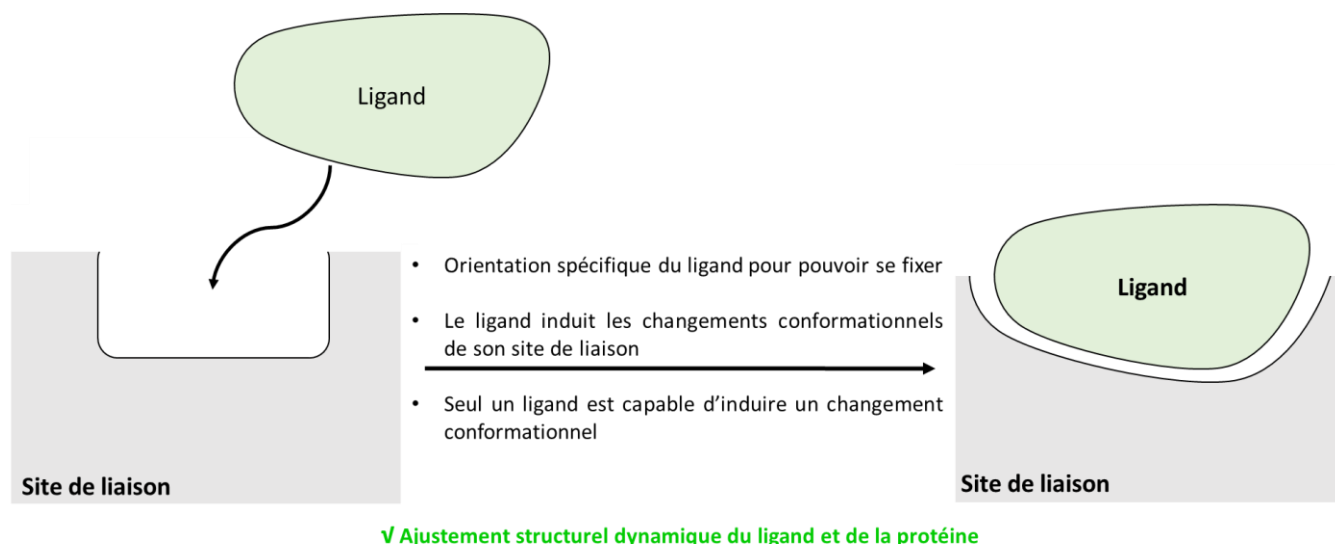 Ligand
• Orientation spécifique du ligand pour pouvoir se fixer
• Le ligand induit les changements conformationnels
de son site de liaison
• Seul un ligand est capable d’induire un changement
conformationnel
Site de liaison
Ligand
Site de liaison
√ Ajustement structurel dynamique du ligand et de la protéine